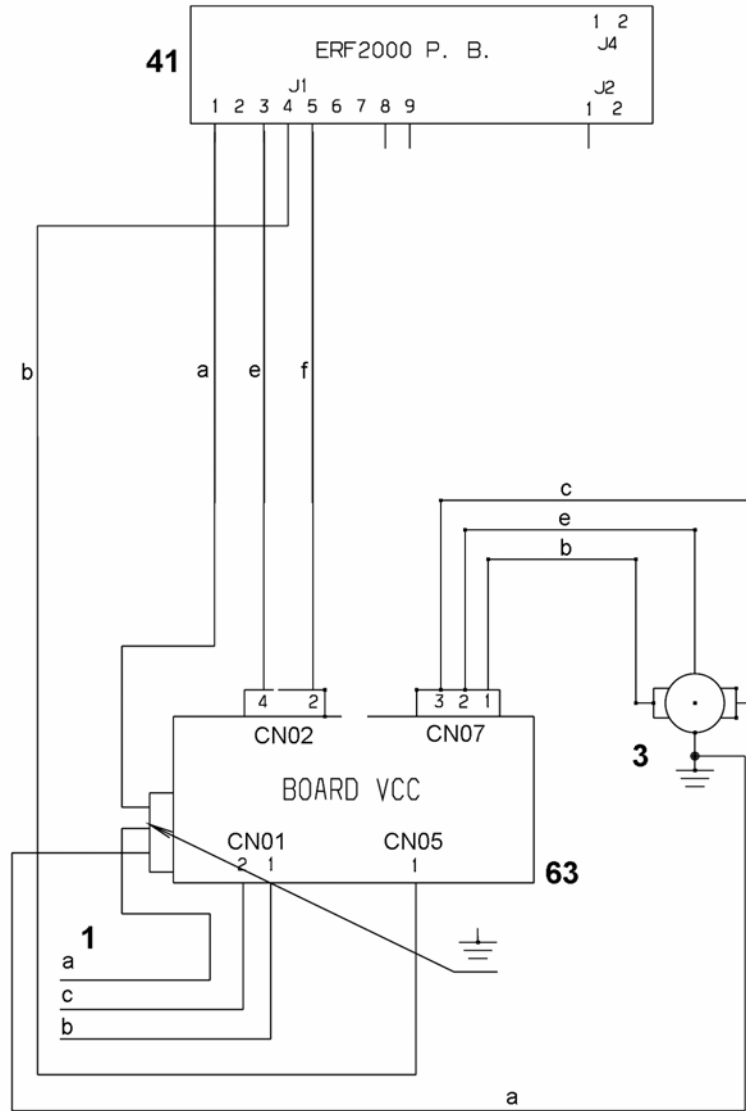 1 2
41
ERF2000 P. B.
J4
J1
J2
1 2 3 4 5 6 7 8 9
1 2
b
a
e
f
c
e
b
4 2
3 2 1
CN02
CN07
3
BOARD VCC
CN01
CN05
2 1
1
63
1
a
c
b
a